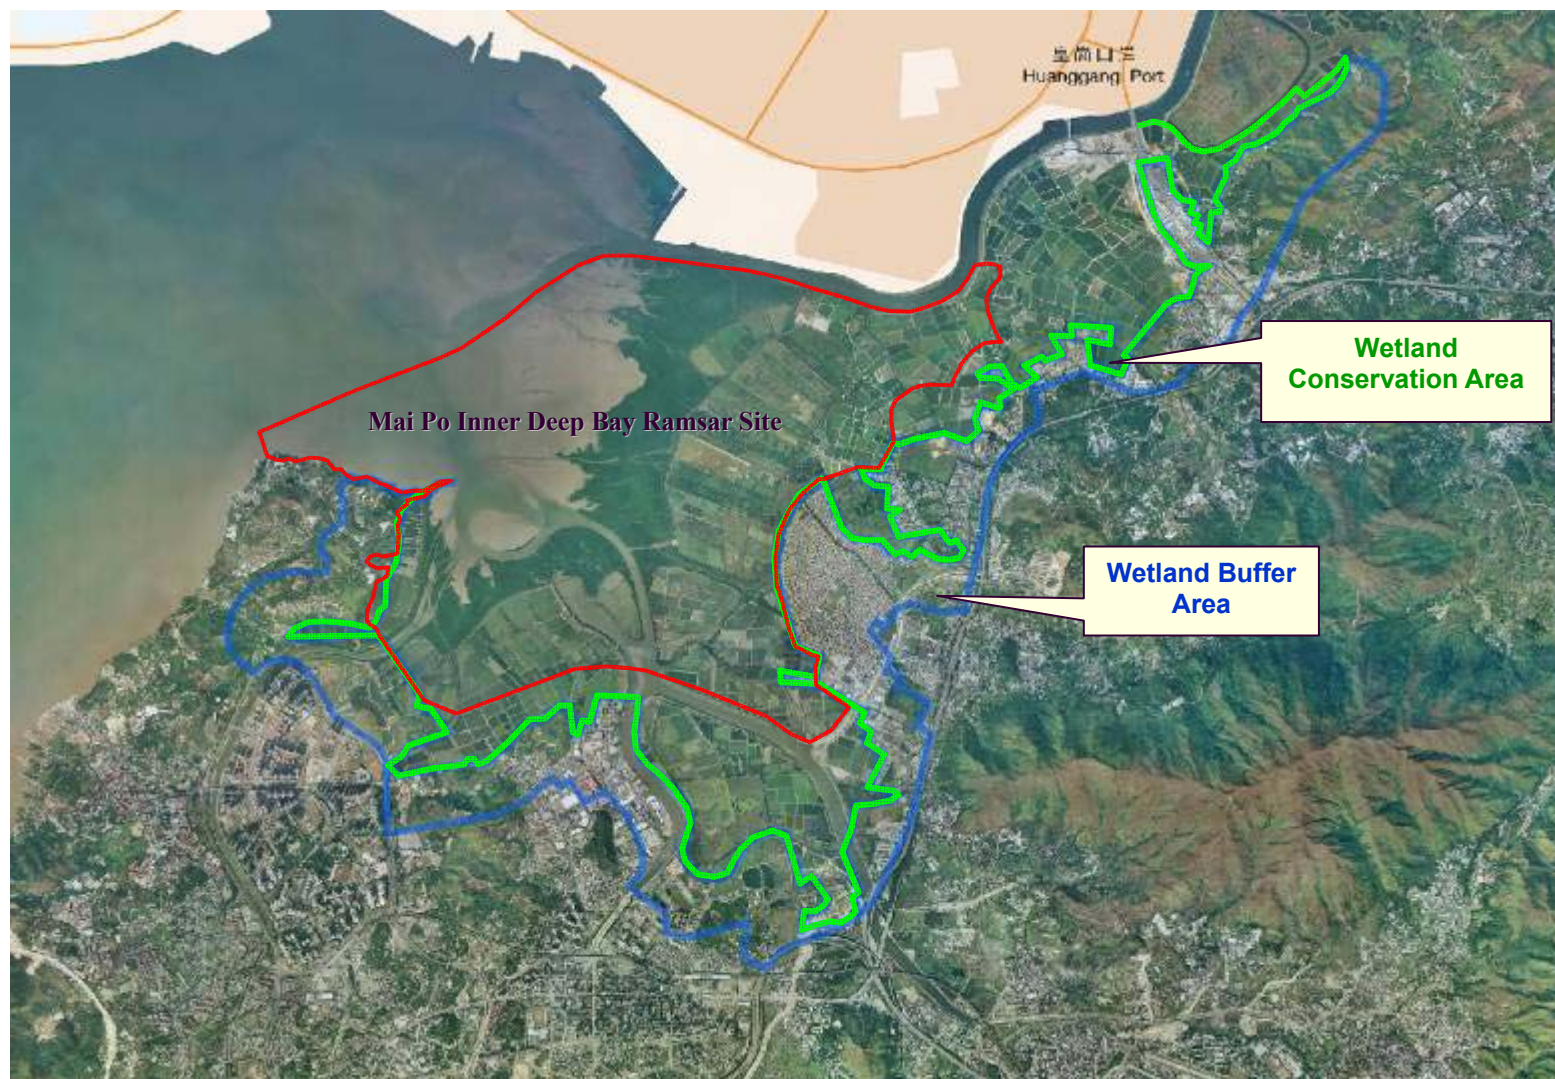 皇岗口岸
Huanggang Port
Wetland
Conservation Area
Mai Po Inner Deep Bay Ramsar Site
Wetland Buffer
Area